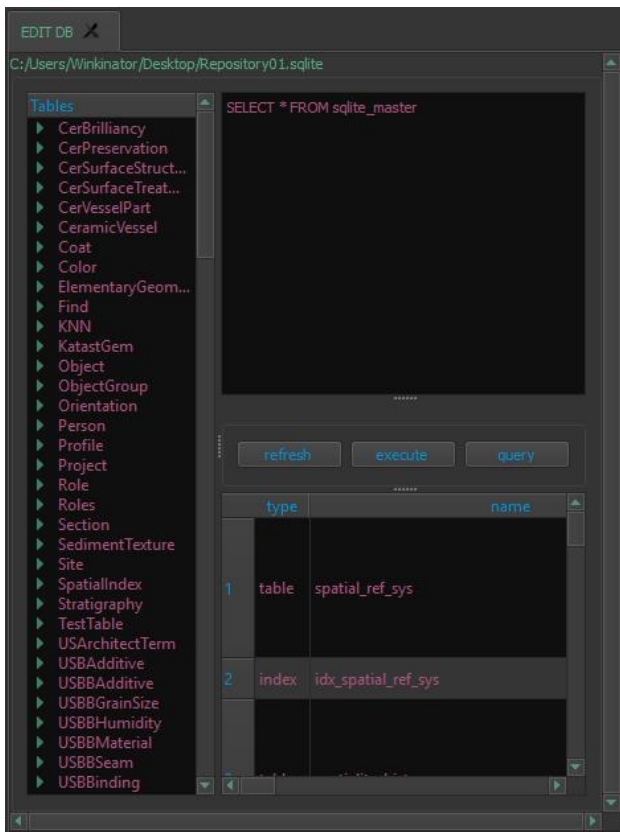 EDIT DB
C:/Users/Winkinator/Desktop/Repository01.sqlite
Tables
CerBrilliancy
CerPreservation
CerSurfaceStruct...
CerSurfaceTreat...
CerVesselPart
CeramicVessel
Coat
Color
ElementaryGeom...
Find
KNN
KatastGem
Object
ObjectGroup
Orientation
Person
Profile
Project
Role
Roles
Section
SedimentTexture
Site
SpatialIndex
Stratigraphy
TestTable
USArchitectTerm
USBAdditive
USBBAdditive
USBBGrainSize
USBBHumidity
USBBMaterial
USBBSeam
USBBinding
SELECT * FROM sqlite_master
refresh execute query
type name
1 table spatial_ref_sys
2 index idx_spatial_ref_sys